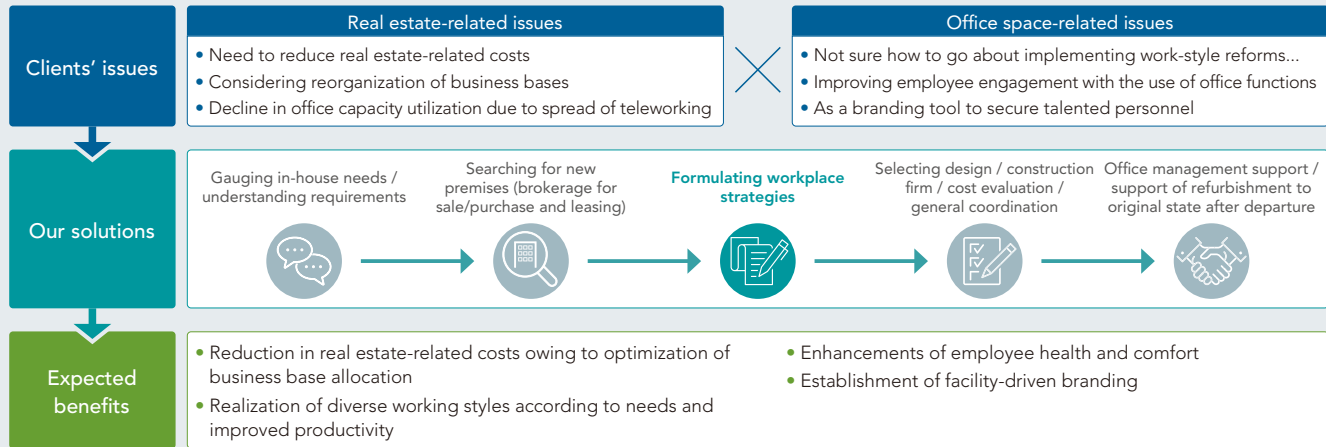 Clients' issues
Real estate-related issues
• Need to reduce real estate-related costs
• Considering reorganization of business bases
• Decline in office capacity utilization due to spread of teleworking
Office space-related issues
• Not sure how to go about implementing work-style reforms...
• Improving employee engagement with the use of office functions
• As a branding tool to secure talented personnel
Our solutions
Gauging in-house needs /
understanding requirements
Searching for new
premises (brokerage for
sale/purchase and leasing)
Formulating workplace
strategies
Selecting design / construction
firm / cost evaluation /
general coordination
Office management support /
support of refurbishment to
original state after departure
Expected
benefits
• Reduction in real estate-related costs owing to optimization of
business base allocation
• Realization of diverse working styles according to needs and
improved productivity
• Enhancements of employee health and comfort
• Establishment of facility-driven branding